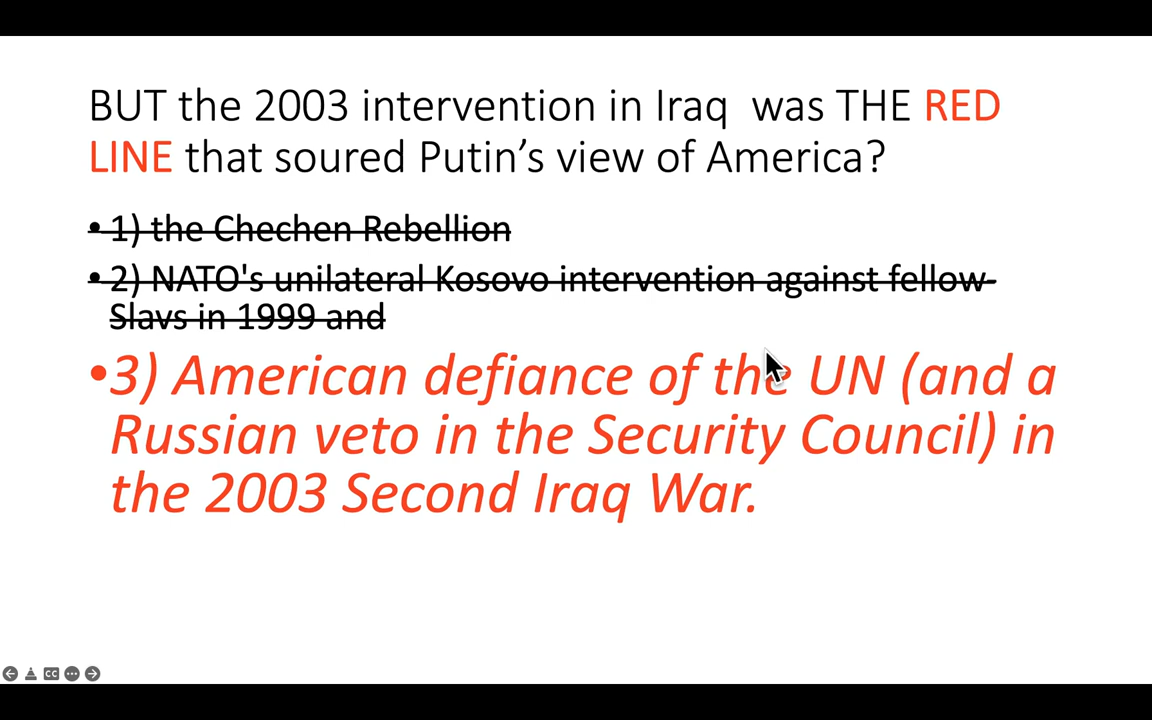 BUT the 2003 intervention in Iraq was THE RED
LINE that soured Putin's view of America?
• 1) the Chechen Rebellion
• 2) NATO's unilateral Kosovo intervention against fellow-
Slavs in 1999 and
• 3) American defiance of the UN (and a
Russian veto in the Security Council) in
the 2003 Second Iraq War.
CC